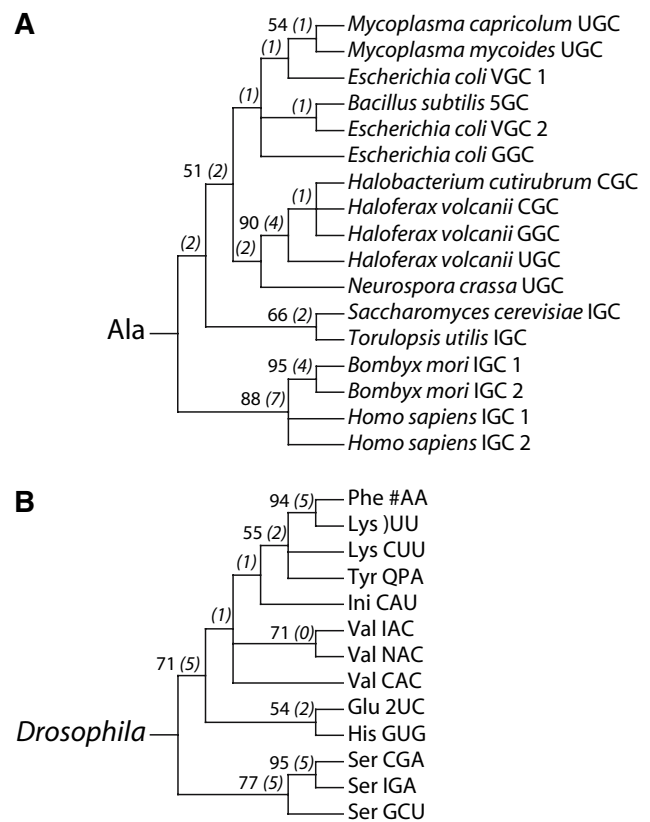 A
54 (1)
Mycoplasma capricolum UGC
(1)
Mycoplasma mycoides UGC
Escherichia coli VGC 1
(1)
(1)
Bacillus subtilis 5GC
Escherichia coli VGC 2
Escherichia coli GGC
51 (2)
Halobacterium cutirubrum CGC
(1)
Haloferax volcanii CGC
90 (4)
Haloferax volcanii GGC
(2)
(2)
Haloferax volcanii UGC
Neurospora crassa UGC
66 (2)
Saccharomyces cerevisiae IGC
Ala
Torulopsis utilis IGC
95 (4)
Bombyx mori IGC 1
Bombyx mori IGC 2
88 (7)
Homo sapiens IGC 1
Homo sapiens IGC 2
B
94 (5)
Phe #AA
Lys )UU
55 (2)
Lys CUU
(1)
Tyr QPA
Ini CAU
(1)
Val IAC
71 (0)
Val NAC
71 (5)
Val CAC
54 (2)
Glu 2UC
Drosophila
His GUG
95 (5)
Ser CGA
77 (5)
Ser IGA
Ser GCU